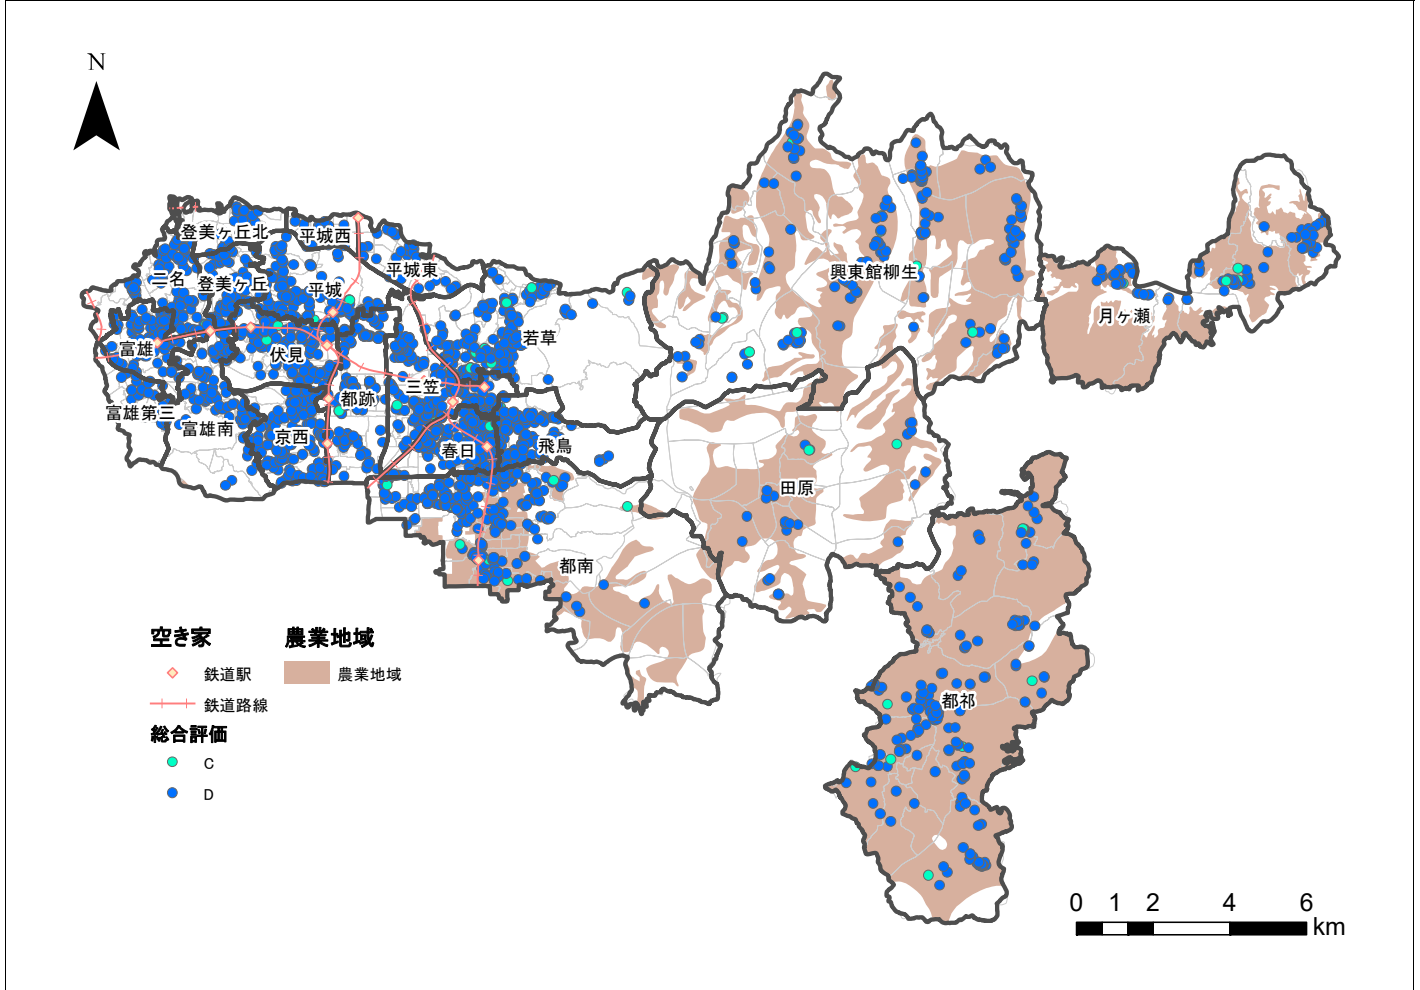 N
登美ヶ丘北
平城西
平城東
二名
登美ヶ丘
平城
興東館柳生
月ヶ瀬
富雄
伏見
若草
三笠
都跡
富雄第三
富雄南
京西
春日
飛鳥
田原
都南
都祁
空き家
農業地域
鉄道駅
農業地域
鉄道路線
総合評価
C
D
0 1 2 4 6
km